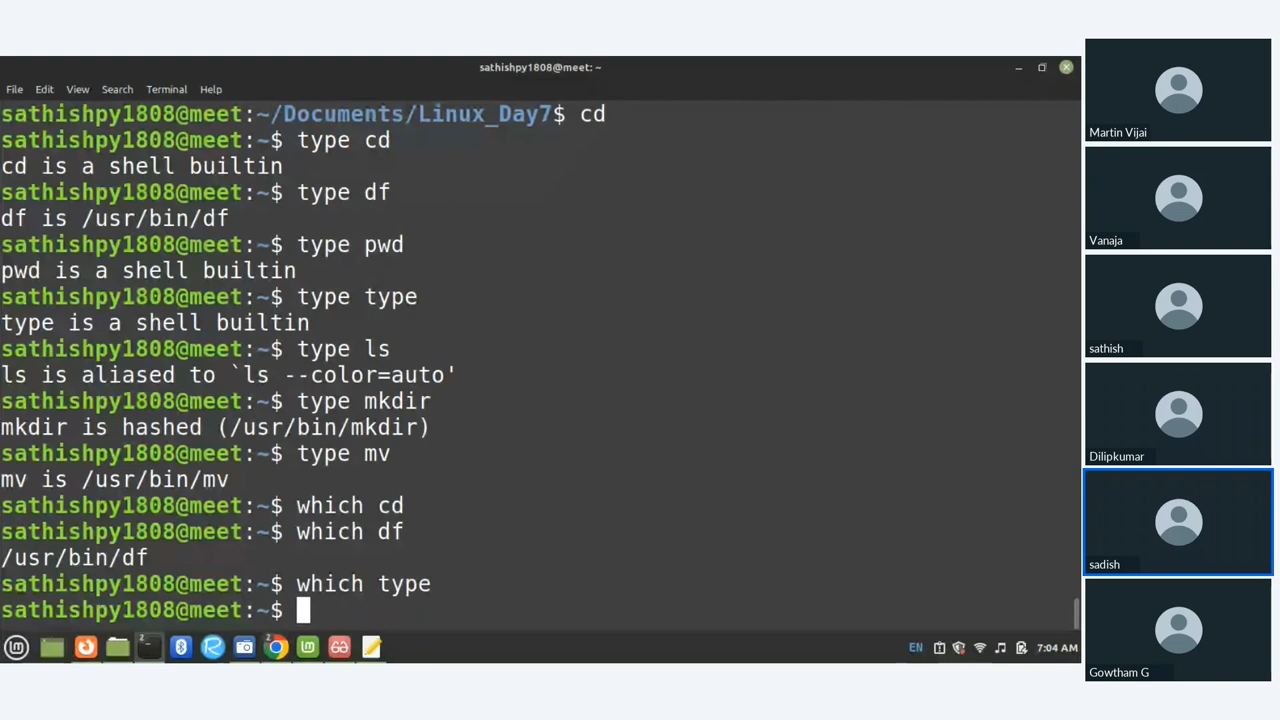 sathishpy1808@meet: ~
File Edit View Search Terminal Help
sathishpy1808@meet:~/Documents/Linux_Day7$ cd
sathishpy1808@meet:~$ type cd
cd is a shell builtin
sathishpy1808@meet:~$ type df
df is /usr/bin/df
sathishpy1808@meet:~$ type pwd
pwd is a shell builtin
sathishpy1808@meet:~$ type type
type is a shell builtin
sathishpy1808@meet:~$ type ls
ls is aliased to `ls --color=auto'
sathishpy1808@meet:~$ type mkdir
mkdir is hashed (/usr/bin/mkdir)
sathishpy1808@meet:~$ type mv
mv is /usr/bin/mv
sathishpy1808@meet:~$ which cd
sathishpy1808@meet:~$ which df
/usr/bin/df
sathishpy1808@meet:~$ which type
sathishpy1808@meet:~$
EN 7:04 AM
Martin Vijai
Vanaja
sathish
Dilipkumar
sadish
Gowtham G